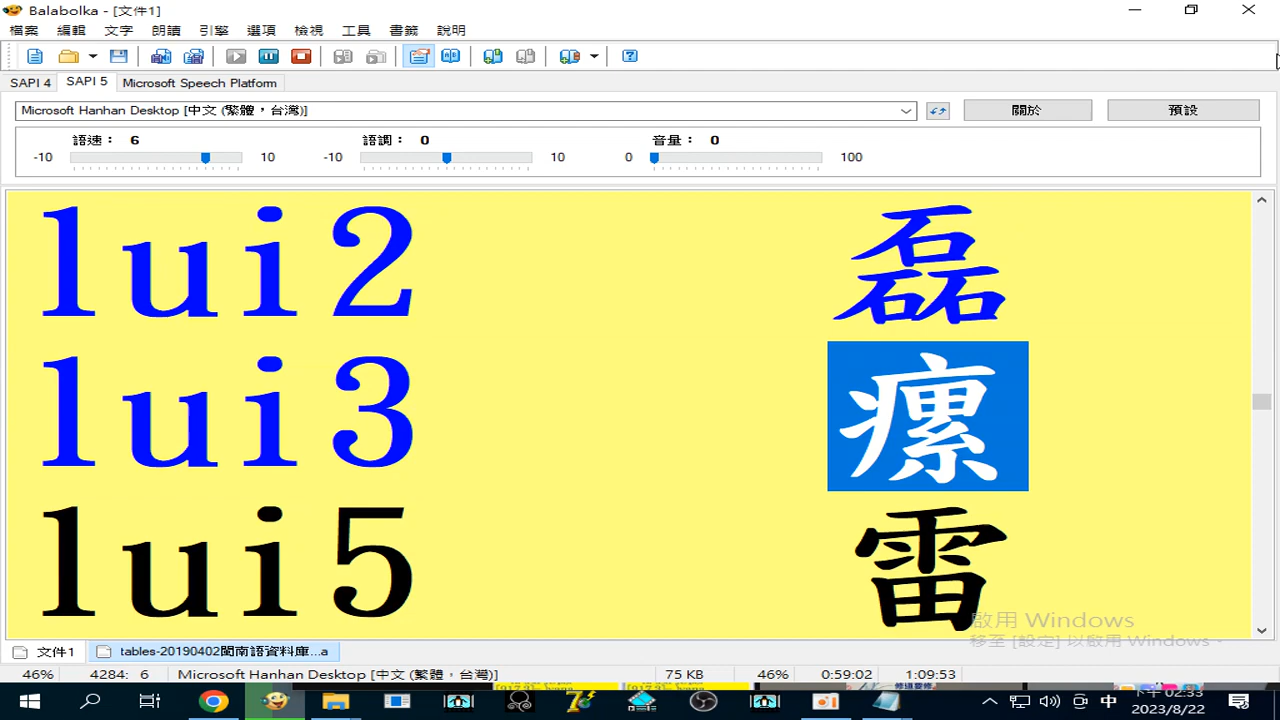 Balabolka - [文件1]
檔案 編輯 文字 朗讀 引擎 選項 檢視 工具 書籤 說明
SAPI 4 SAPI 5 Microsoft Speech Platform
Microsoft Hanhan Desktop [中文 (繁體，台灣)] 關於 預設
語速： 6 語調： 0 音量： 0
-10 10 -10 10 0 100
lui2 磊
lui3 瘰
lui5 雷
啟用 Windows
移至 [設定] 以啟用 Windows。
文件1 tables-20190402閩南語資料庫...a
46% 4284: 6 Microsoft Hanhan Desktop [中文 (繁體，台灣)] 75 KB 46% 0:59:02 1:09:53
中 下午 02:33
2023/8/22